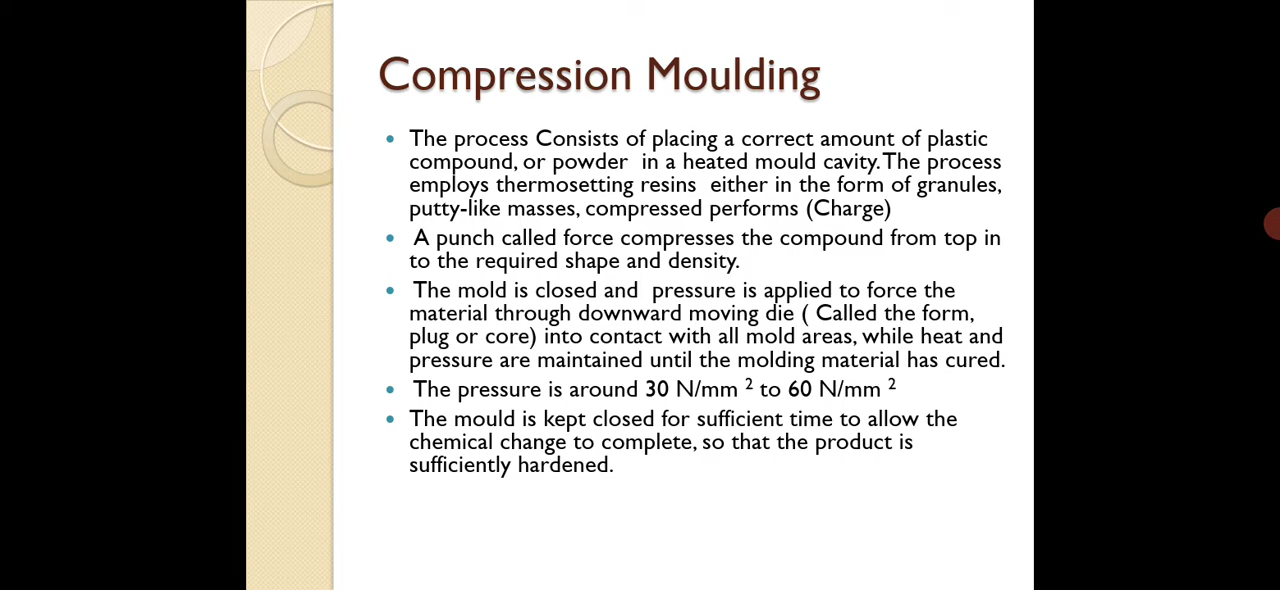 Compression Moulding
• The process Consists of placing a correct amount of plastic
compound, or powder in a heated mould cavity. The process
employs thermosetting resins either in the form of granules,
putty-like masses, compressed performs (Charge)
• A punch called force compresses the compound from top in
to the required shape and density.
• The mold is closed and pressure is applied to force the
material through downward moving die ( Called the form,
plug or core) into contact with all mold areas, while heat and
pressure are maintained until the molding material has cured.
• The pressure is around 30 N/mm ² to 60 N/mm ²
• The mould is kept closed for sufficient time to allow the
chemical change to complete, so that the product is
sufficiently hardened.